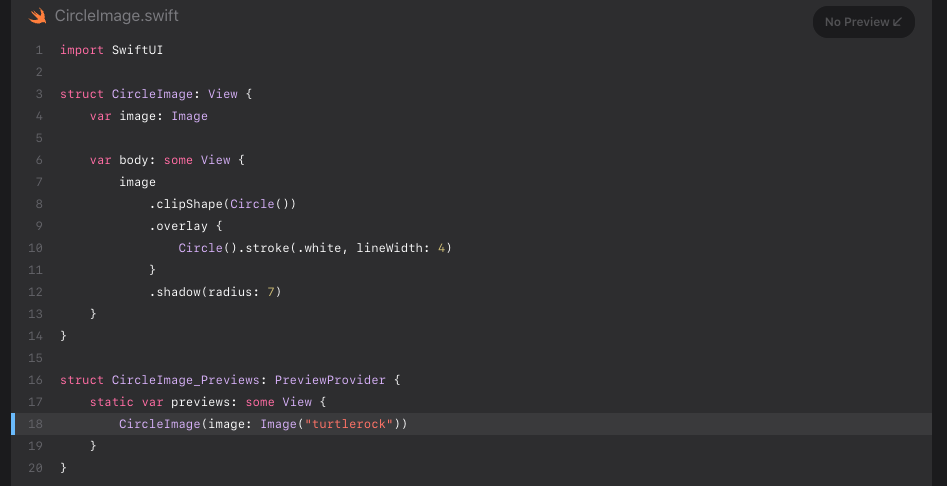 CircleImage.swift
No Preview
1 import SwiftUI
2
3 struct CircleImage: View {
4     var image: Image
5
6     var body: some View {
7         image
8             .clipShape(Circle())
9             .overlay {
10                 Circle().stroke(.white, lineWidth: 4)
11             }
12             .shadow(radius: 7)
13     }
14 }
15
16 struct CircleImage_Previews: PreviewProvider {
17     static var previews: some View {
18         CircleImage(image: Image("turtlerock"))
19     }
20 }